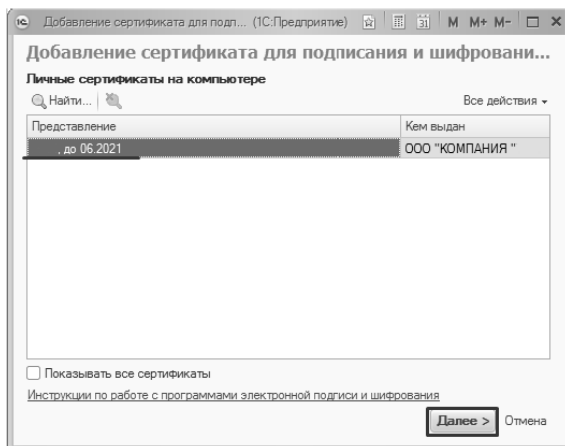 1С Добавление сертификата для подп... (1С:Предприятие) 31 M M+ M-
Добавление сертификата для подписания и шифровани...
Личные сертификаты на компьютере
Найти... Все действия
Представление Кем выдан
, до 06.2021 ООО "КОМПАНИЯ "
Показывать все сертификаты
Инструкции по работе с программами электронной подписи и шифрования
Далее > Отмена